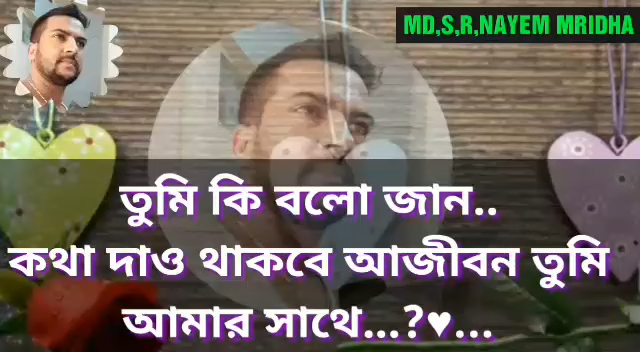 MD,S,R,NAYEM MRIDHA
তুমি কি বলো জান..
কথা দাও থাকবে আজীবন তুমি
আমার সাথে...?♥...